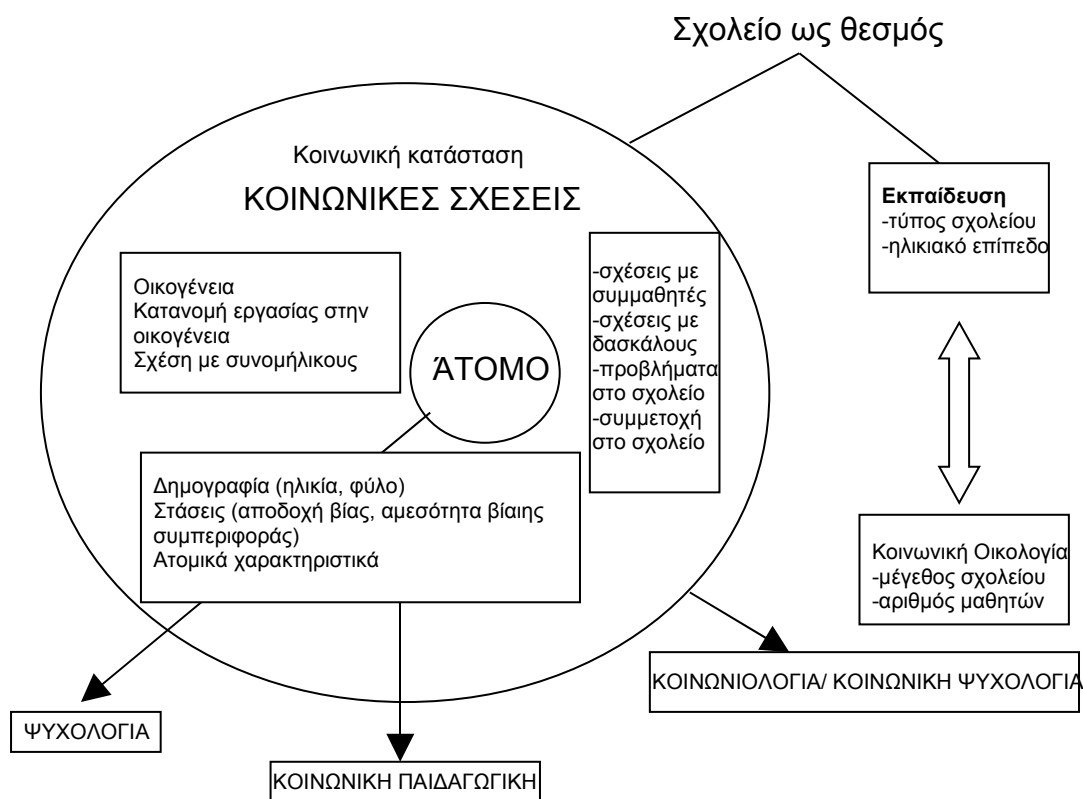 Σχολείο ως θεσμός
Κοινωνική κατάσταση
ΚΟΙΝΩΝΙΚΕΣ ΣΧΕΣΕΙΣ
Οικογένεια
Κατανομή εργασίας στην
οικογένεια
Σχέση με συνομήλικους
ΆΤΟΜΟ
-σχέσεις με
συμμαθητές
-σχέσεις με
δασκάλους
-προβλήματα
στο σχολείο
-συμμετοχή
στο σχολείο
Εκπαίδευση
-τύπος σχολείου
-ηλικιακό επίπεδο
Δημογραφία (ηλικία, φύλο)
Στάσεις (αποδοχή βίας, αμεσότητα βίαιης
συμπεριφοράς)
Ατομικά χαρακτηριστικά
Κοινωνική Οικολογία
-μέγεθος σχολείου
-αριθμός μαθητών
ΚΟΙΝΩΝΙΟΛΟΓΙΑ/ ΚΟΙΝΩΝΙΚΗ ΨΥΧΟΛΟΓΙΑ
ΨΥΧΟΛΟΓΙΑ
ΚΟΙΝΩΝΙΚΗ ΠΑΙΔΑΓΩΓΙΚΗ